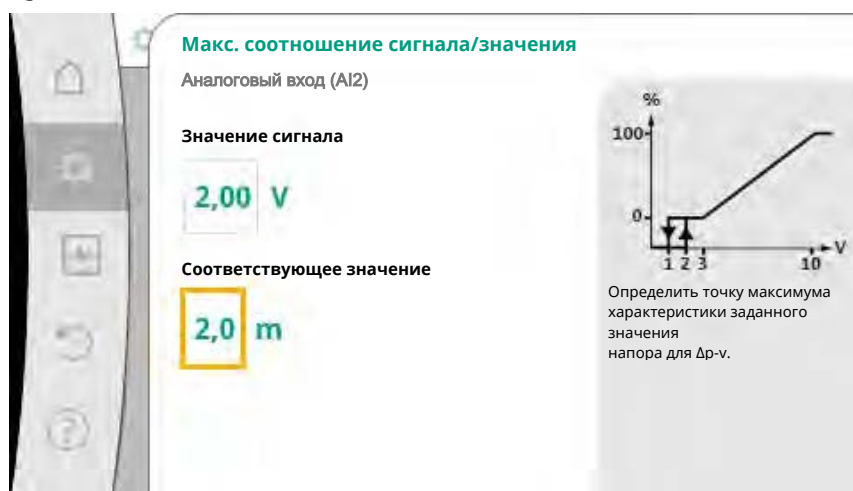 Макс. соотношение сигнала/значения
Аналоговый вход (AI2)
Значение сигнала
2,00 V
Соответствующее значение
2,0 m
%
100
0
1 2 3 10 V
Определить точку максимума
характеристики заданного
значения
напора для Δp-v.
?